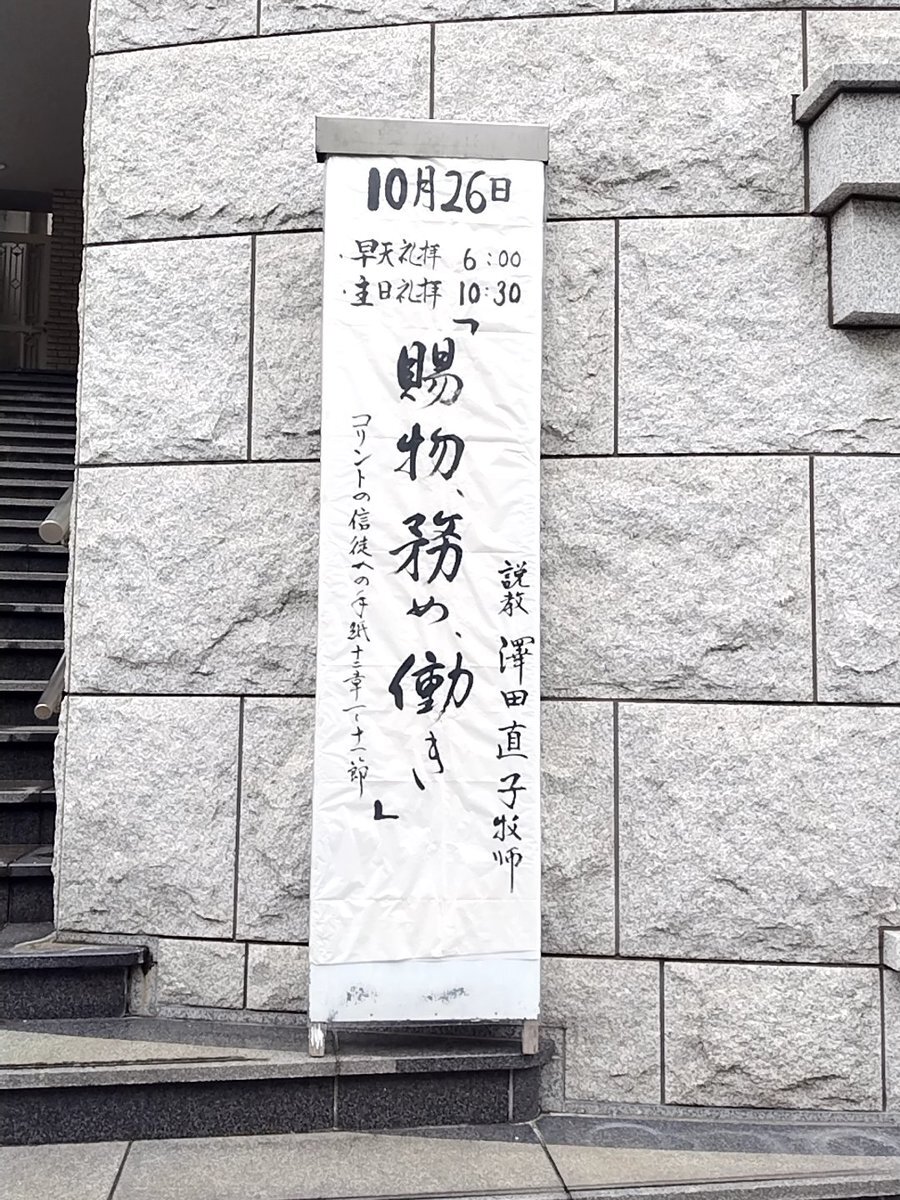 10月26日
・早天礼拝 6:00
・主日礼拝 10:30
「賜物、務め、働き」
コリントの信徒への手紙十二章一～十一節
説教 澤田直子牧師